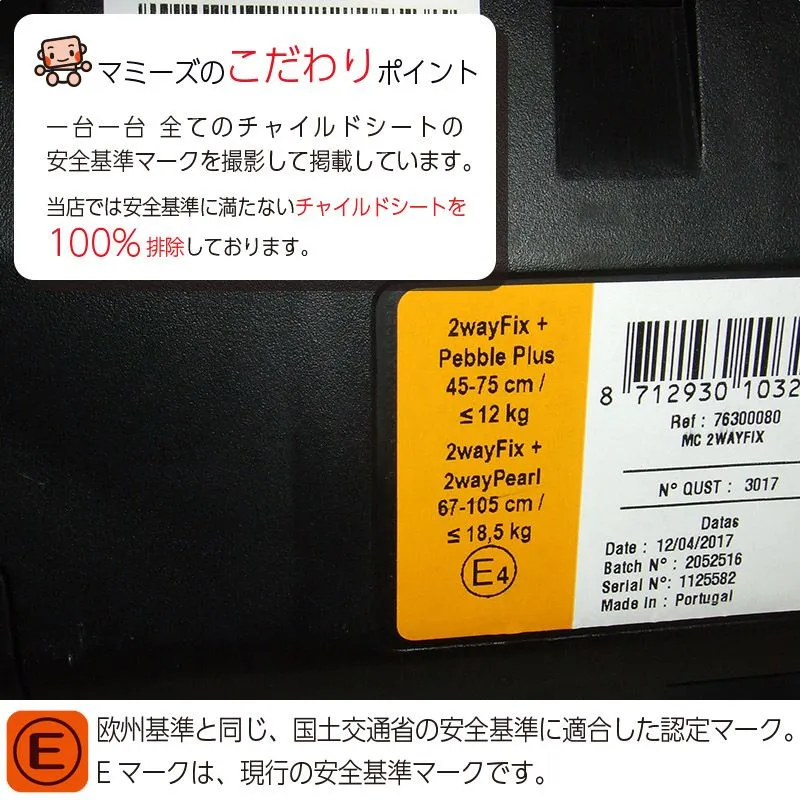 マミーズのこだわりポイント
一台一台 全てのチャイルドシートの
安全基準マークを撮影して掲載しています。
当店では安全基準に満たないチャイルドシートを
100% 排除しております。
2wayFix +
Pebble Plus
45-75 cm /
≤ 12 kg
2wayFix +
2wayPearl
67-105 cm /
≤ 18,5 kg
E4
8 712930 1032
Ref : 76300080
MC 2WAYFIX
N° QUST : 3017
Datas
Date : 12/04/2017
Batch N° : 2052516
Serial N°: 1125582
Made in : Portugal
E
欧州基準と同じ、国土交通省の安全基準に適合した認定マーク。
E マークは、現行の安全基準マークです。